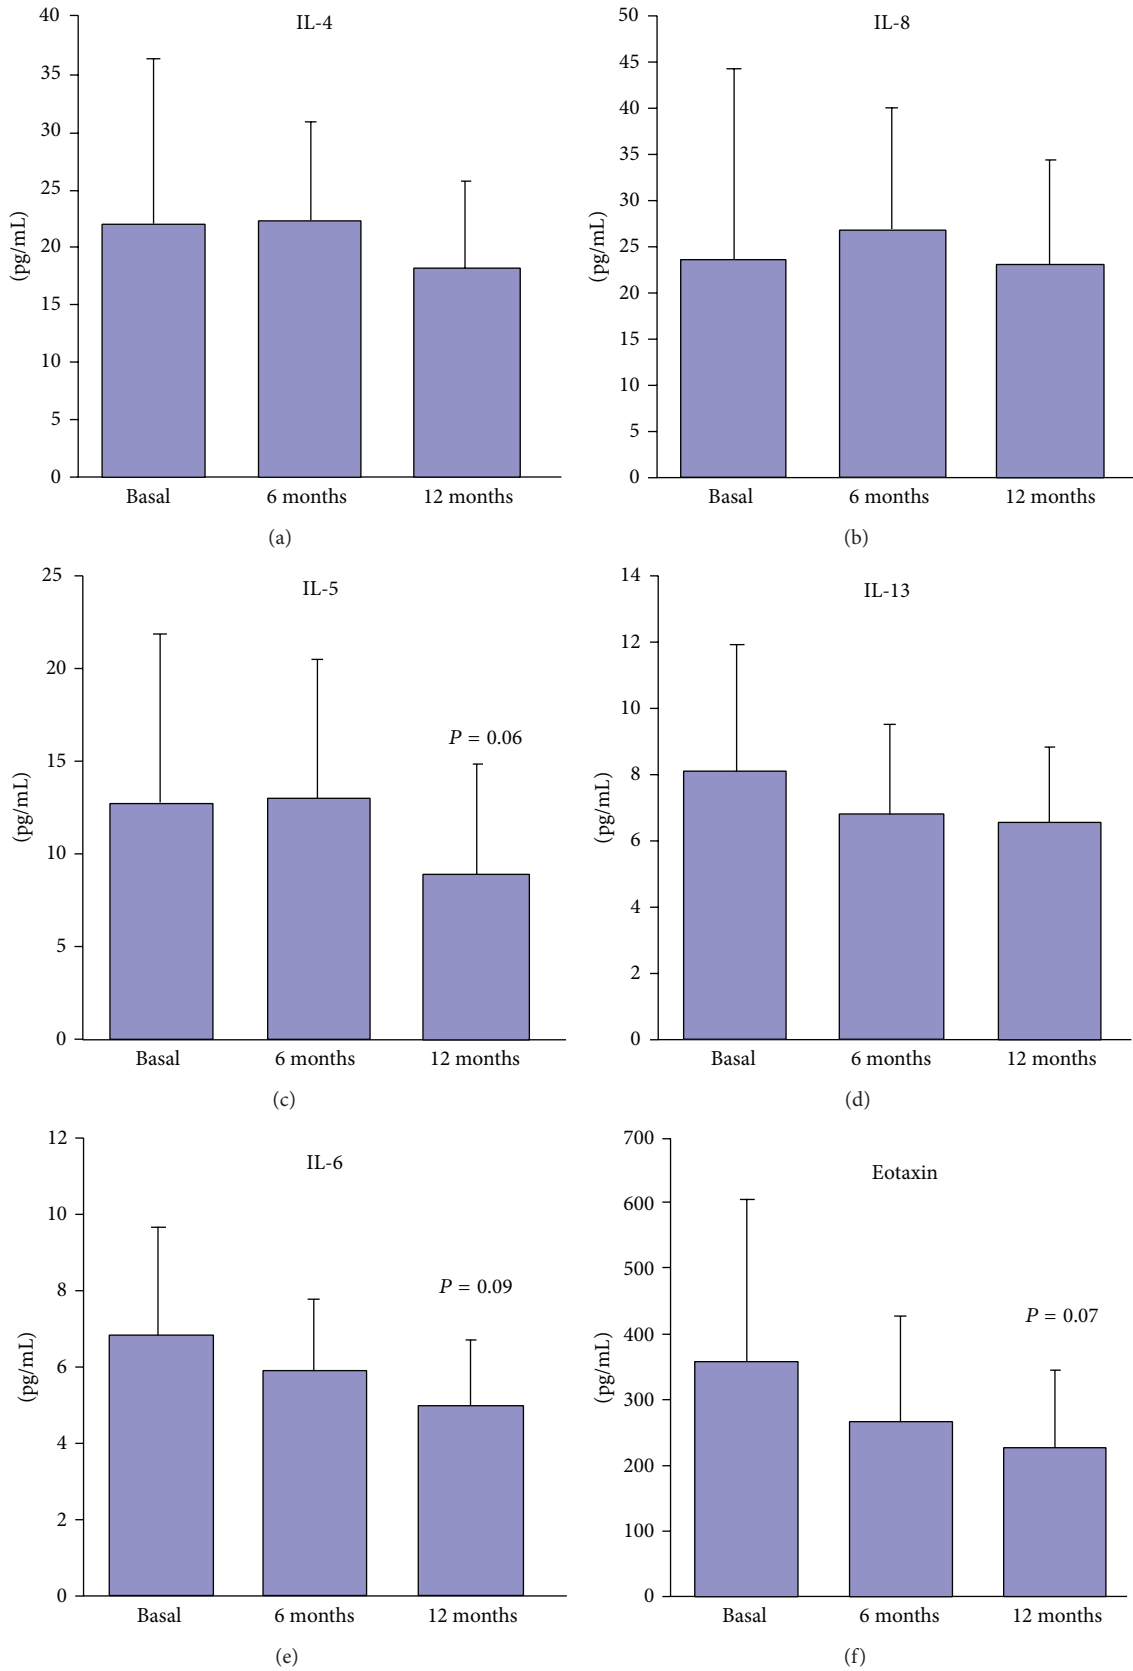 IL-4
(pg/mL)
40
35
30
25
20
15
10
5
0
Basal 6 months 12 months
(a)
IL-8
(pg/mL)
50
45
40
35
30
25
20
15
10
5
0
Basal 6 months 12 months
(b)
IL-5
(pg/mL)
25
20
15
10
5
0
P = 0.06
Basal 6 months 12 months
(c)
IL-13
(pg/mL)
14
12
10
8
6
4
2
0
Basal 6 months 12 months
(d)
IL-6
(pg/mL)
12
10
8
6
4
2
0
P = 0.09
Basal 6 months 12 months
(e)
Eotaxin
(pg/mL)
700
600
500
400
300
200
100
0
P = 0.07
Basal 6 months 12 months
(f)